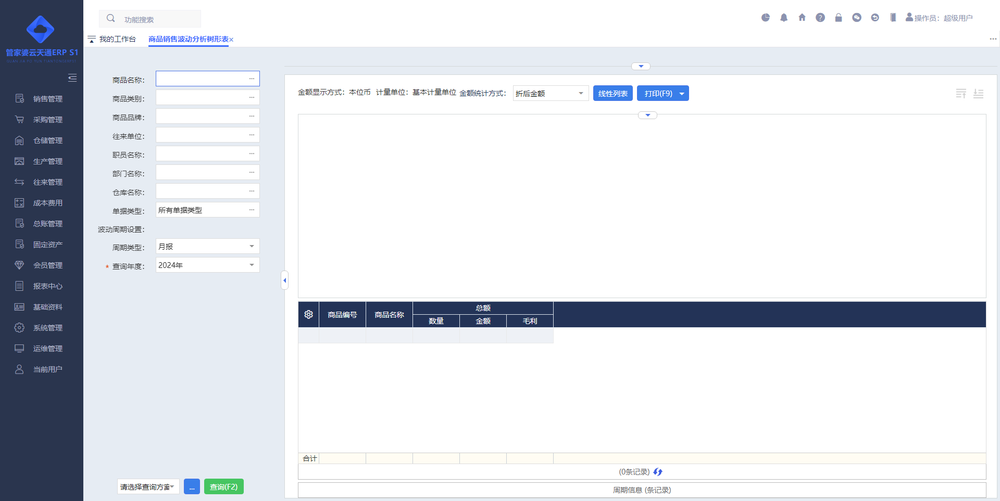 管家婆云天通ERP S1
GUAN JIA PO YUN TIANTONGERPS1
销售管理
采购管理
仓储管理
生产管理
往来管理
成本费用
总账管理
固定资产
会员管理
报表中心
基础资料
系统管理
运维管理
当前用户
功能搜索
操作员：超级用户
我的工作台 商品销售波动分析树形表
商品名称：
商品类别：
商品品牌：
往来单位：
职员名称：
部门名称：
仓库名称：
单据类型： 所有单据类型
波动周期设置：
周期类型： 月报
* 查询年度： 2024年
请选择查询方案 ... 查询(F2)
金额显示方式：本位币 计量单位：基本计量单位 金额统计方式： 折后金额 线性列表 打印(F9)
商品编号 商品名称 总额
数量 金额 毛利
合计
(0条记录)
周期信息 (条记录)